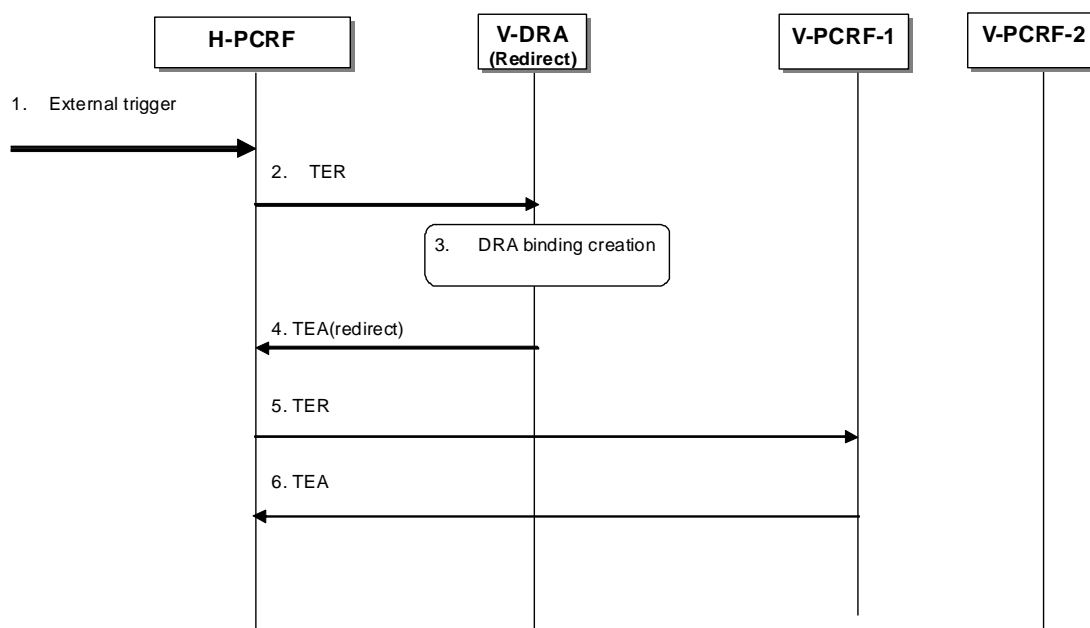 H-PCRF
V-DRA
(Redirect)
V-PCRF-1
V-PCRF-2
1. External trigger
2. TER
3. DRA binding creation
4. TEA(redirect)
5. TER
6. TEA